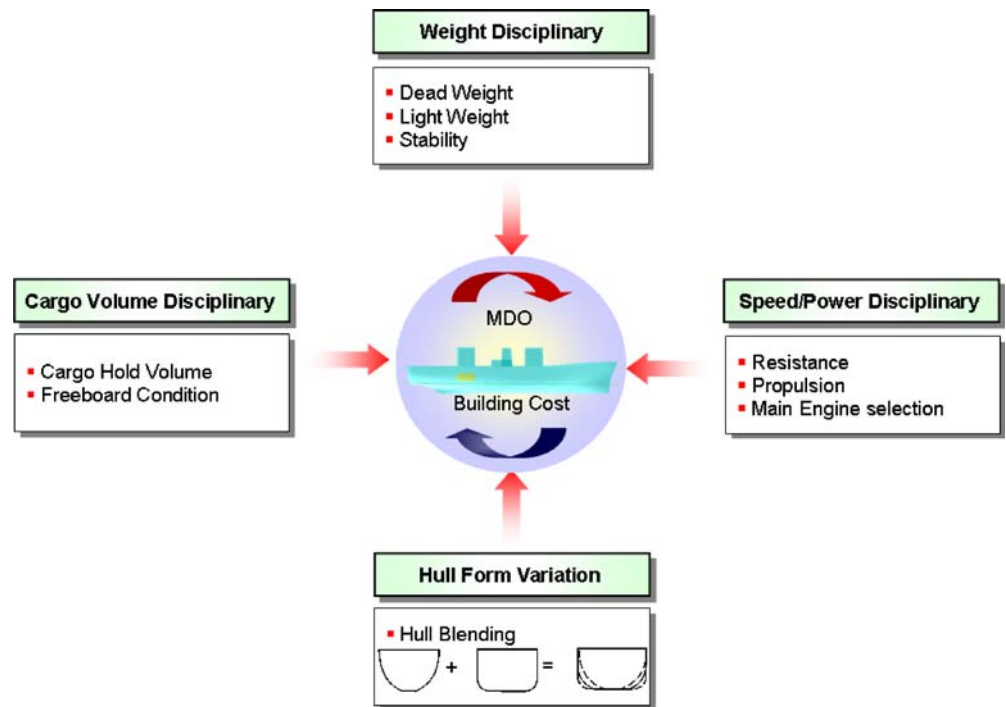 Weight Disciplinary
Dead Weight
Light Weight
Stability
Cargo Volume Disciplinary
Cargo Hold Volume
Freeboard Condition
MDO
Building Cost
Speed/Power Disciplinary
Resistance
Propulsion
Main Engine selection
Hull Form Variation
Hull Blending
+ =